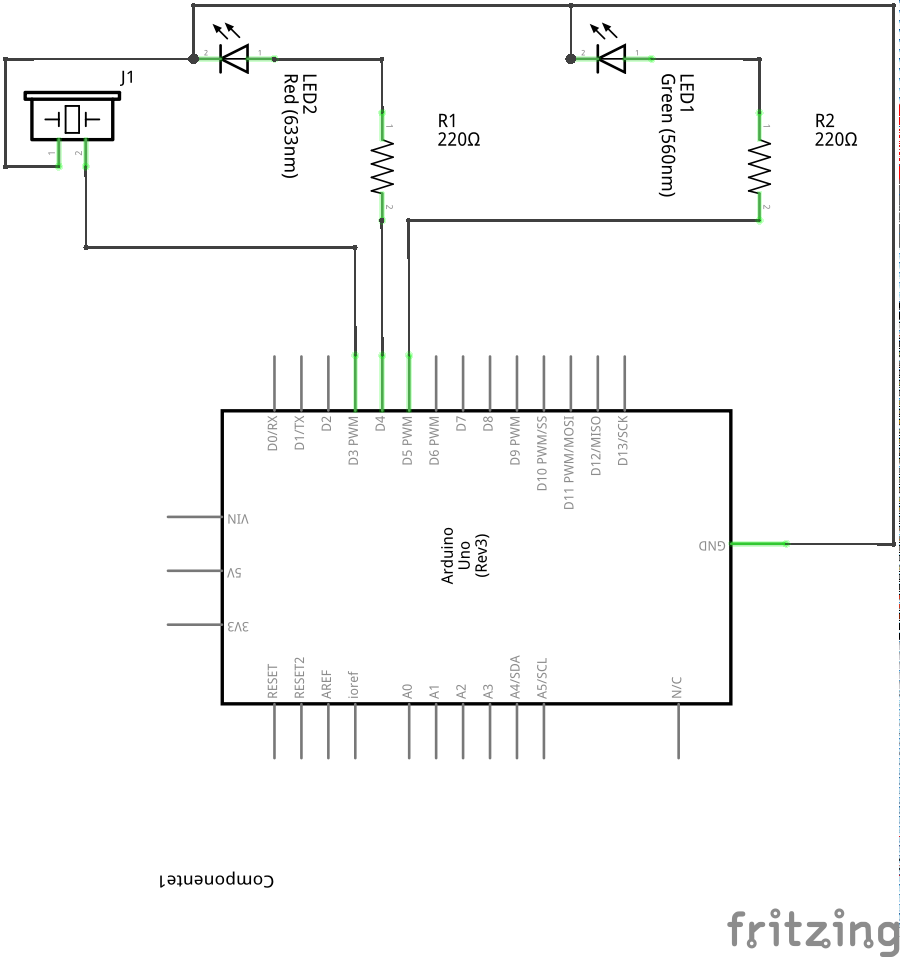 2
1
2
1
J1
LED2
Red (633nm)
LED1
Green (560nm)
R1
220Ω
R2
220Ω
1
1
1
2
2
2
D0/RX
D1/TX
D2
D3 PWM
D4
D5 PWM
D6 PWM
D7
D8
D9 PWM
D10 PWM/SS
D11 PWM/MOSI
D12/MISO
D13/SCK
VIN
5V
3V3
Arduino
Uno
(Rev3)
GND
RESET
RESET2
AREF
ioref
A0
A1
A2
A3
A4/SDA
A5/SCL
N/C
Componente1
fritzing